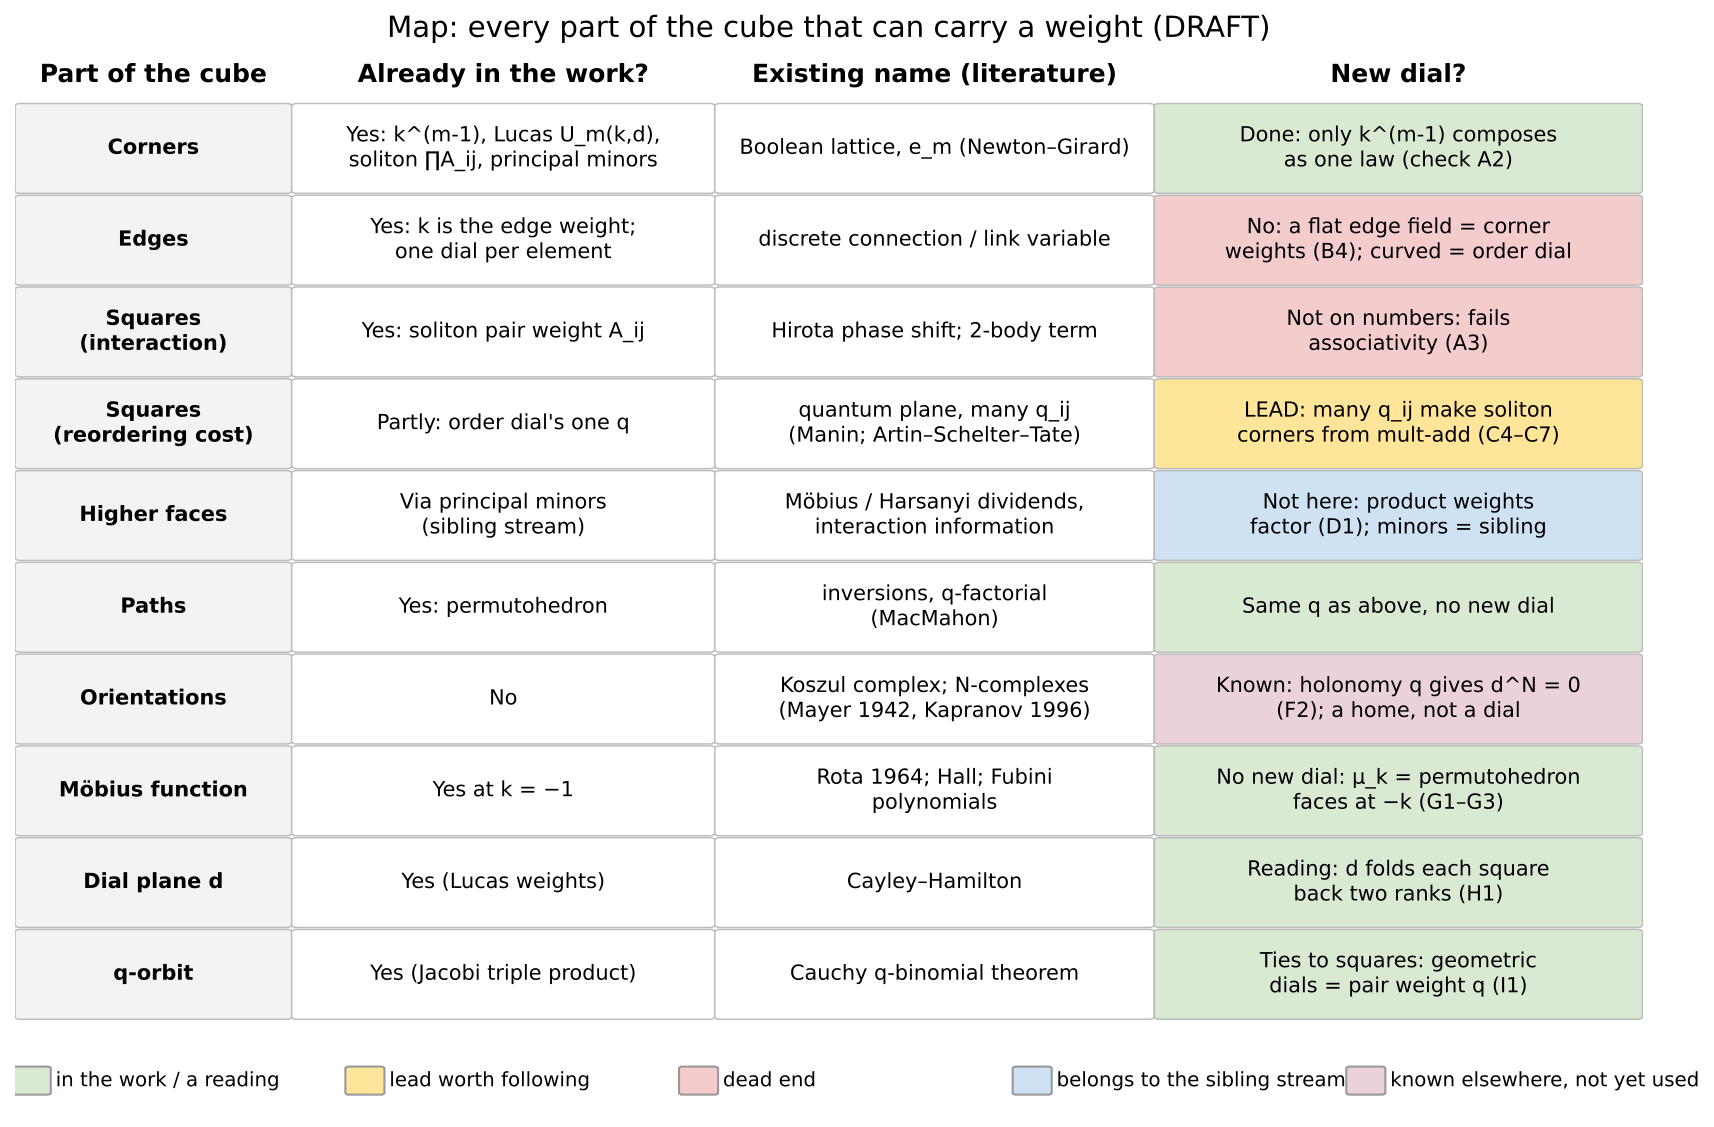 Map: every part of the cube that can carry a weight (DRAFT)
Part of the cube
Already in the work?
Existing name (literature)
New dial?
Corners
Yes: k^(m-1), Lucas U_m(k,d),
soliton ∏A_ij, principal minors
Boolean lattice, e_m (Newton–Girard)
Done: only k^(m-1) composes
as one law (check A2)
Edges
Yes: k is the edge weight;
one dial per element
discrete connection / link variable
No: a flat edge field = corner
weights (B4); curved = order dial
Squares
(interaction)
Yes: soliton pair weight A_ij
Hirota phase shift; 2-body term
Not on numbers: fails
associativity (A3)
Squares
(reordering cost)
Partly: order dial's one q
quantum plane, many q_ij
(Manin; Artin–Schelter–Tate)
LEAD: many q_ij make soliton
corners from mult-add (C4–C7)
Higher faces
Via principal minors
(sibling stream)
Möbius / Harsanyi dividends,
interaction information
Not here: product weights
factor (D1); minors = sibling
Paths
Yes: permutohedron
inversions, q-factorial
(MacMahon)
Same q as above, no new dial
Orientations
No
Koszul complex; N-complexes
(Mayer 1942, Kapranov 1996)
Known: holonomy q gives d^N = 0
(F2); a home, not a dial
Möbius function
Yes at k = −1
Rota 1964; Hall; Fubini
polynomials
No new dial: μ_k = permutohedron
faces at −k (G1–G3)
Dial plane d
Yes (Lucas weights)
Cayley–Hamilton
Reading: d folds each square
back two ranks (H1)
q-orbit
Yes (Jacobi triple product)
Cauchy q-binomial theorem
Ties to squares: geometric
dials = pair weight q (I1)
in the work / a reading
lead worth following
dead end
belongs to the sibling stream
known elsewhere, not yet used